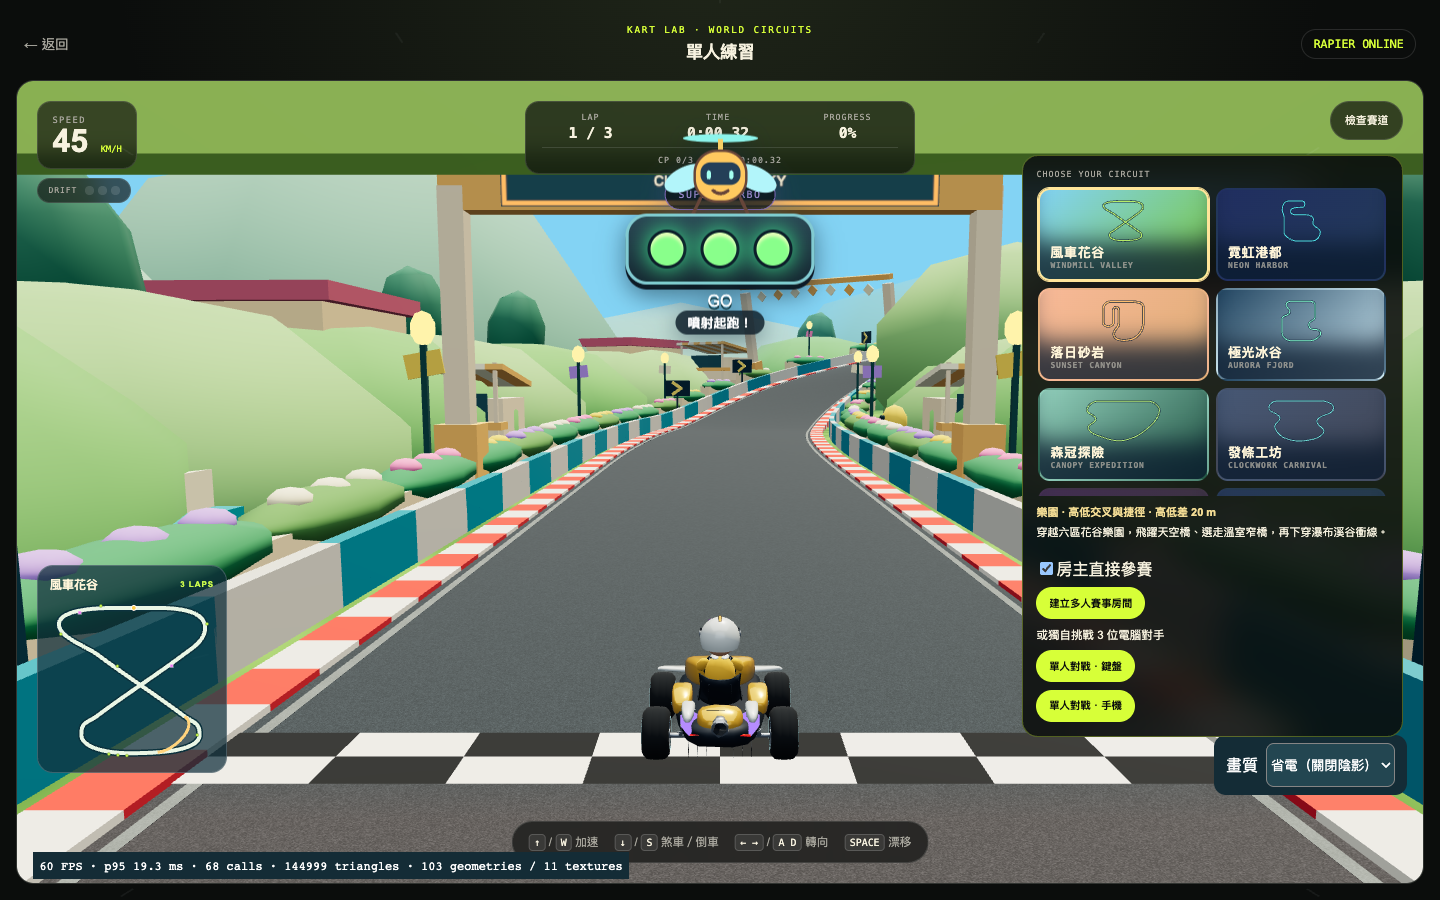 ← 返回
KART LAB · WORLD CIRCUITS
單人練習
RAPIER ONLINE
SPEED
45 KM/H
DRIFT
LAP
1 / 3
TIME
0:00.32
PROGRESS
0%
CP 0/3
GO
噴射起跑！
檢查賽道
CHOOSE YOUR CIRCUIT
風車花谷
WINDMILL VALLEY
霓虹港都
NEON HARBOR
落日砂岩
SUNSET CANYON
極光冰谷
AURORA FJORD
森冠探險
CANOPY EXPEDITION
發條工坊
CLOCKWORK CARNIVAL
樂園 · 高低交叉與捷徑 · 高低差 20 m
穿越六區花谷樂園，飛躍天空橋、選走溫室窄橋，再下穿瀑布溪谷衝線。
房主直接參賽
建立多人賽事房間
或獨自挑戰 3 位電腦對手
單人對戰 · 鍵盤
單人對戰 · 手機
畫質 省電（關閉陰影）
風車花谷 3 LAPS
↑ / W 加速 ↓ / S 煞車 / 倒車 ← → / A D 轉向 SPACE 漂移
60 FPS · p95 19.3 ms · 68 calls · 144999 triangles · 103 geometries / 11 textures